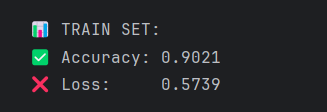 📊 TRAIN SET:
✅ Accuracy: 0.9021
❌ Loss:     0.5739